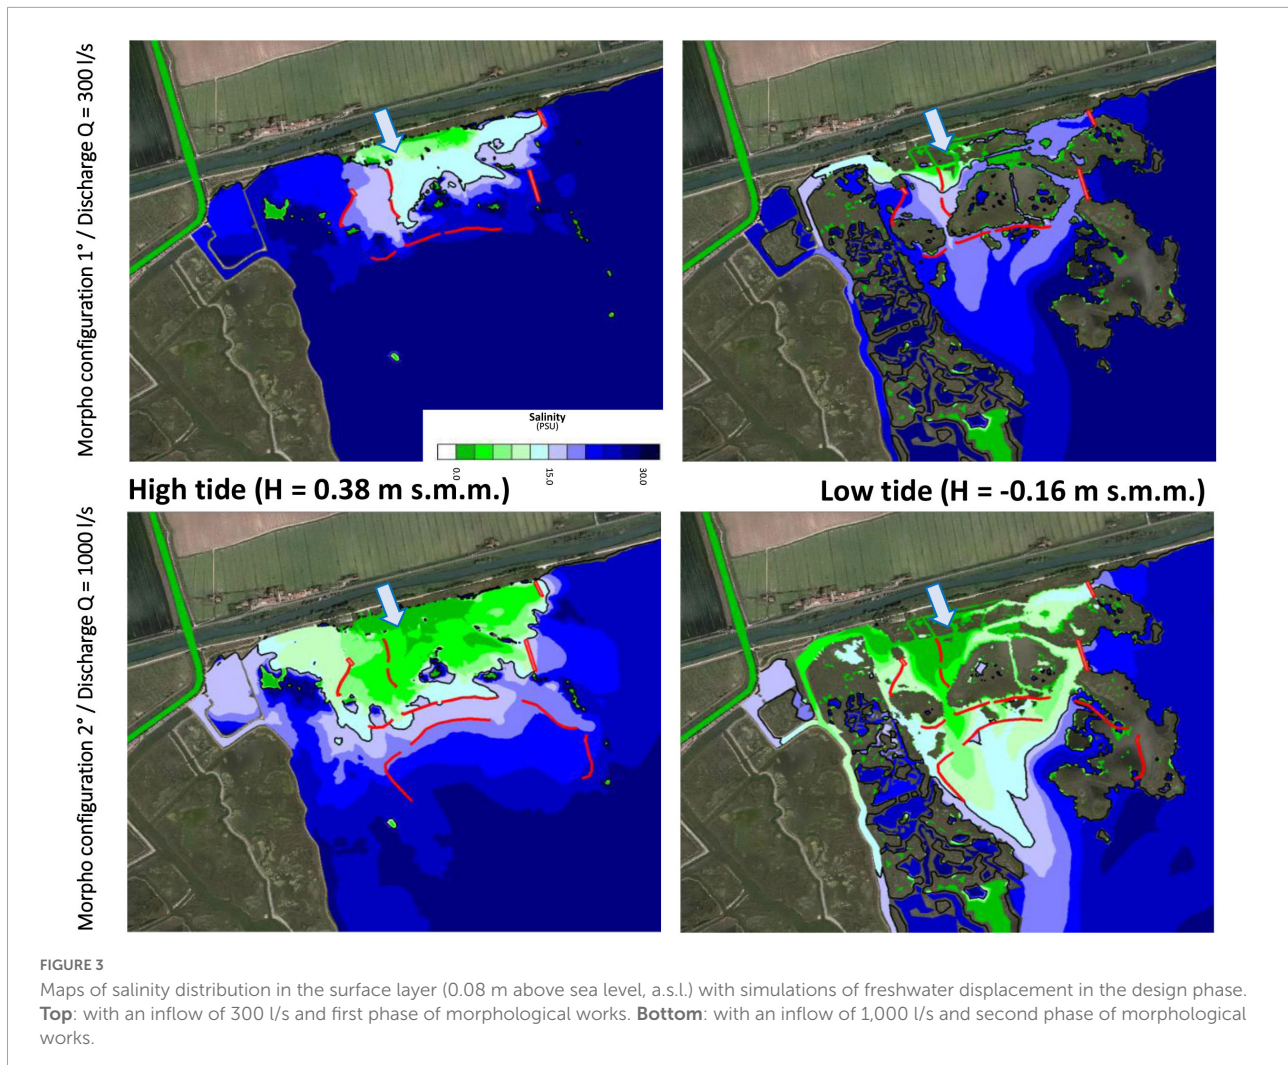 Morpho configuration 1° / Discharge Q = 300 l/s
Salinity
(PSU)
0.0
15.0
30.0
High tide (H = 0.38 m s.m.m.)
Low tide (H = -0.16 m s.m.m.)
Morpho configuration 2° / Discharge Q = 1000 l/s
FIGURE 3
Maps of salinity distribution in the surface layer (0.08 m above sea level, a.s.l.) with simulations of freshwater displacement in the design phase.
Top: with an inflow of 300 l/s and first phase of morphological works. Bottom: with an inflow of 1,000 l/s and second phase of morphological
works.